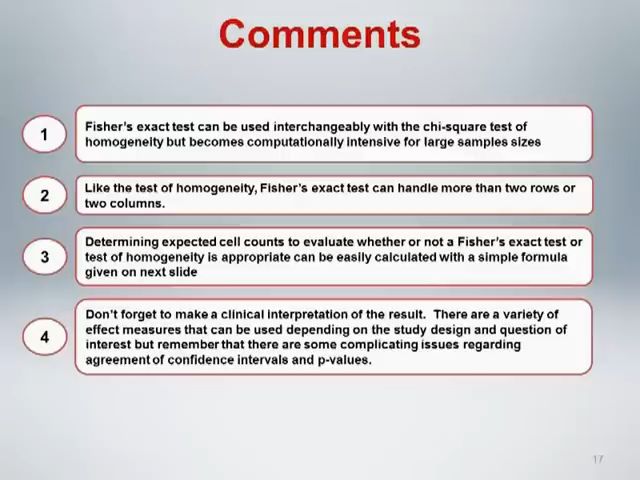 Comments
1
Fisher's exact test can be used interchangeably with the chi-square test of
homogeneity but becomes computationally intensive for large samples sizes
2
Like the test of homogeneity, Fisher's exact test can handle more than two rows or
two columns.
3
Determining expected cell counts to evaluate whether or not a Fisher's exact test or
test of homogeneity is appropriate can be easily calculated with a simple formula
given on next slide
4
Don't forget to make a clinical interpretation of the result.  There are a variety of
effect measures that can be used depending on the study design and question of
interest but remember that there are some complicating issues regarding
agreement of confidence intervals and p-values.
17